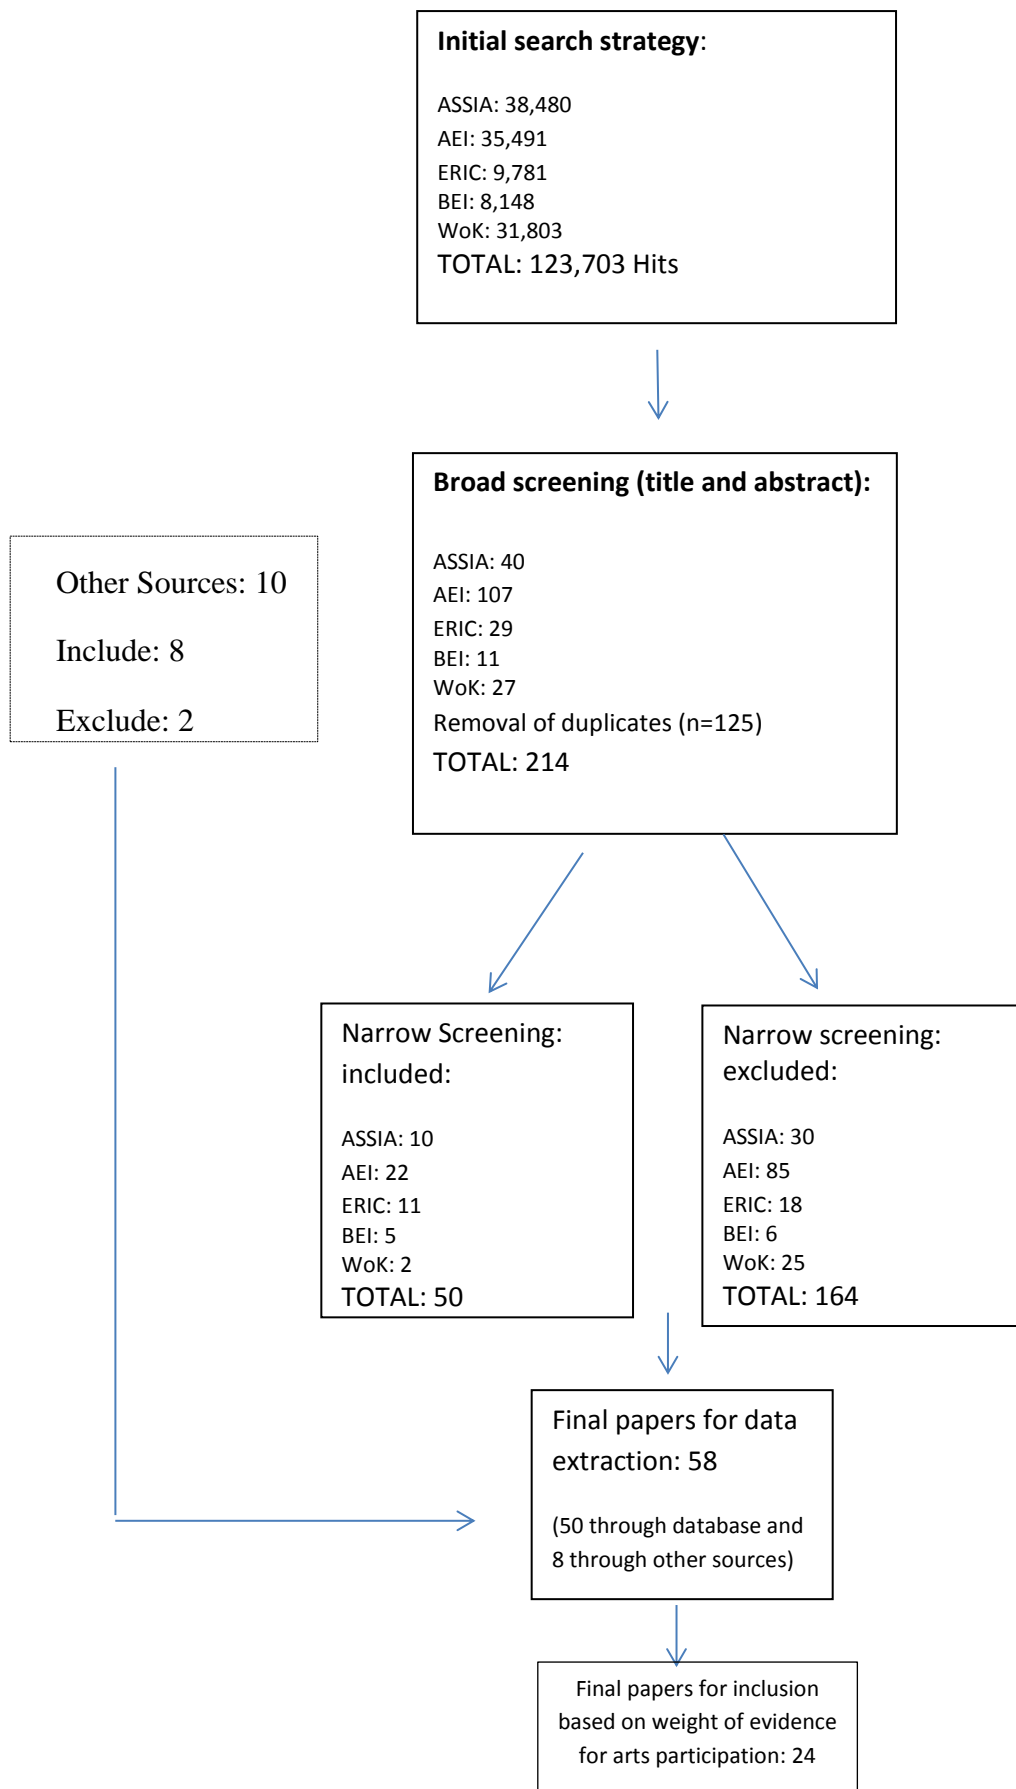 Initial search strategy:
ASSIA: 38,480
AEI: 35,491
ERIC: 9,781
BEI: 8,148
WoK: 31,803
TOTAL: 123,703 Hits
Broad screening (title and abstract):
ASSIA: 40
AEI: 107
ERIC: 29
BEI: 11
WoK: 27
Removal of duplicates (n=125)
TOTAL: 214
Other Sources: 10
Include: 8
Exclude: 2
Narrow Screening:
included:
ASSIA: 10
AEI: 22
ERIC: 11
BEI: 5
WoK: 2
TOTAL: 50
Narrow screening:
excluded:
ASSIA: 30
AEI: 85
ERIC: 18
BEI: 6
WoK: 25
TOTAL: 164
Final papers for data
extraction: 58
(50 through database and
8 through other sources)
Final papers for inclusion
based on weight of evidence
for arts participation: 24